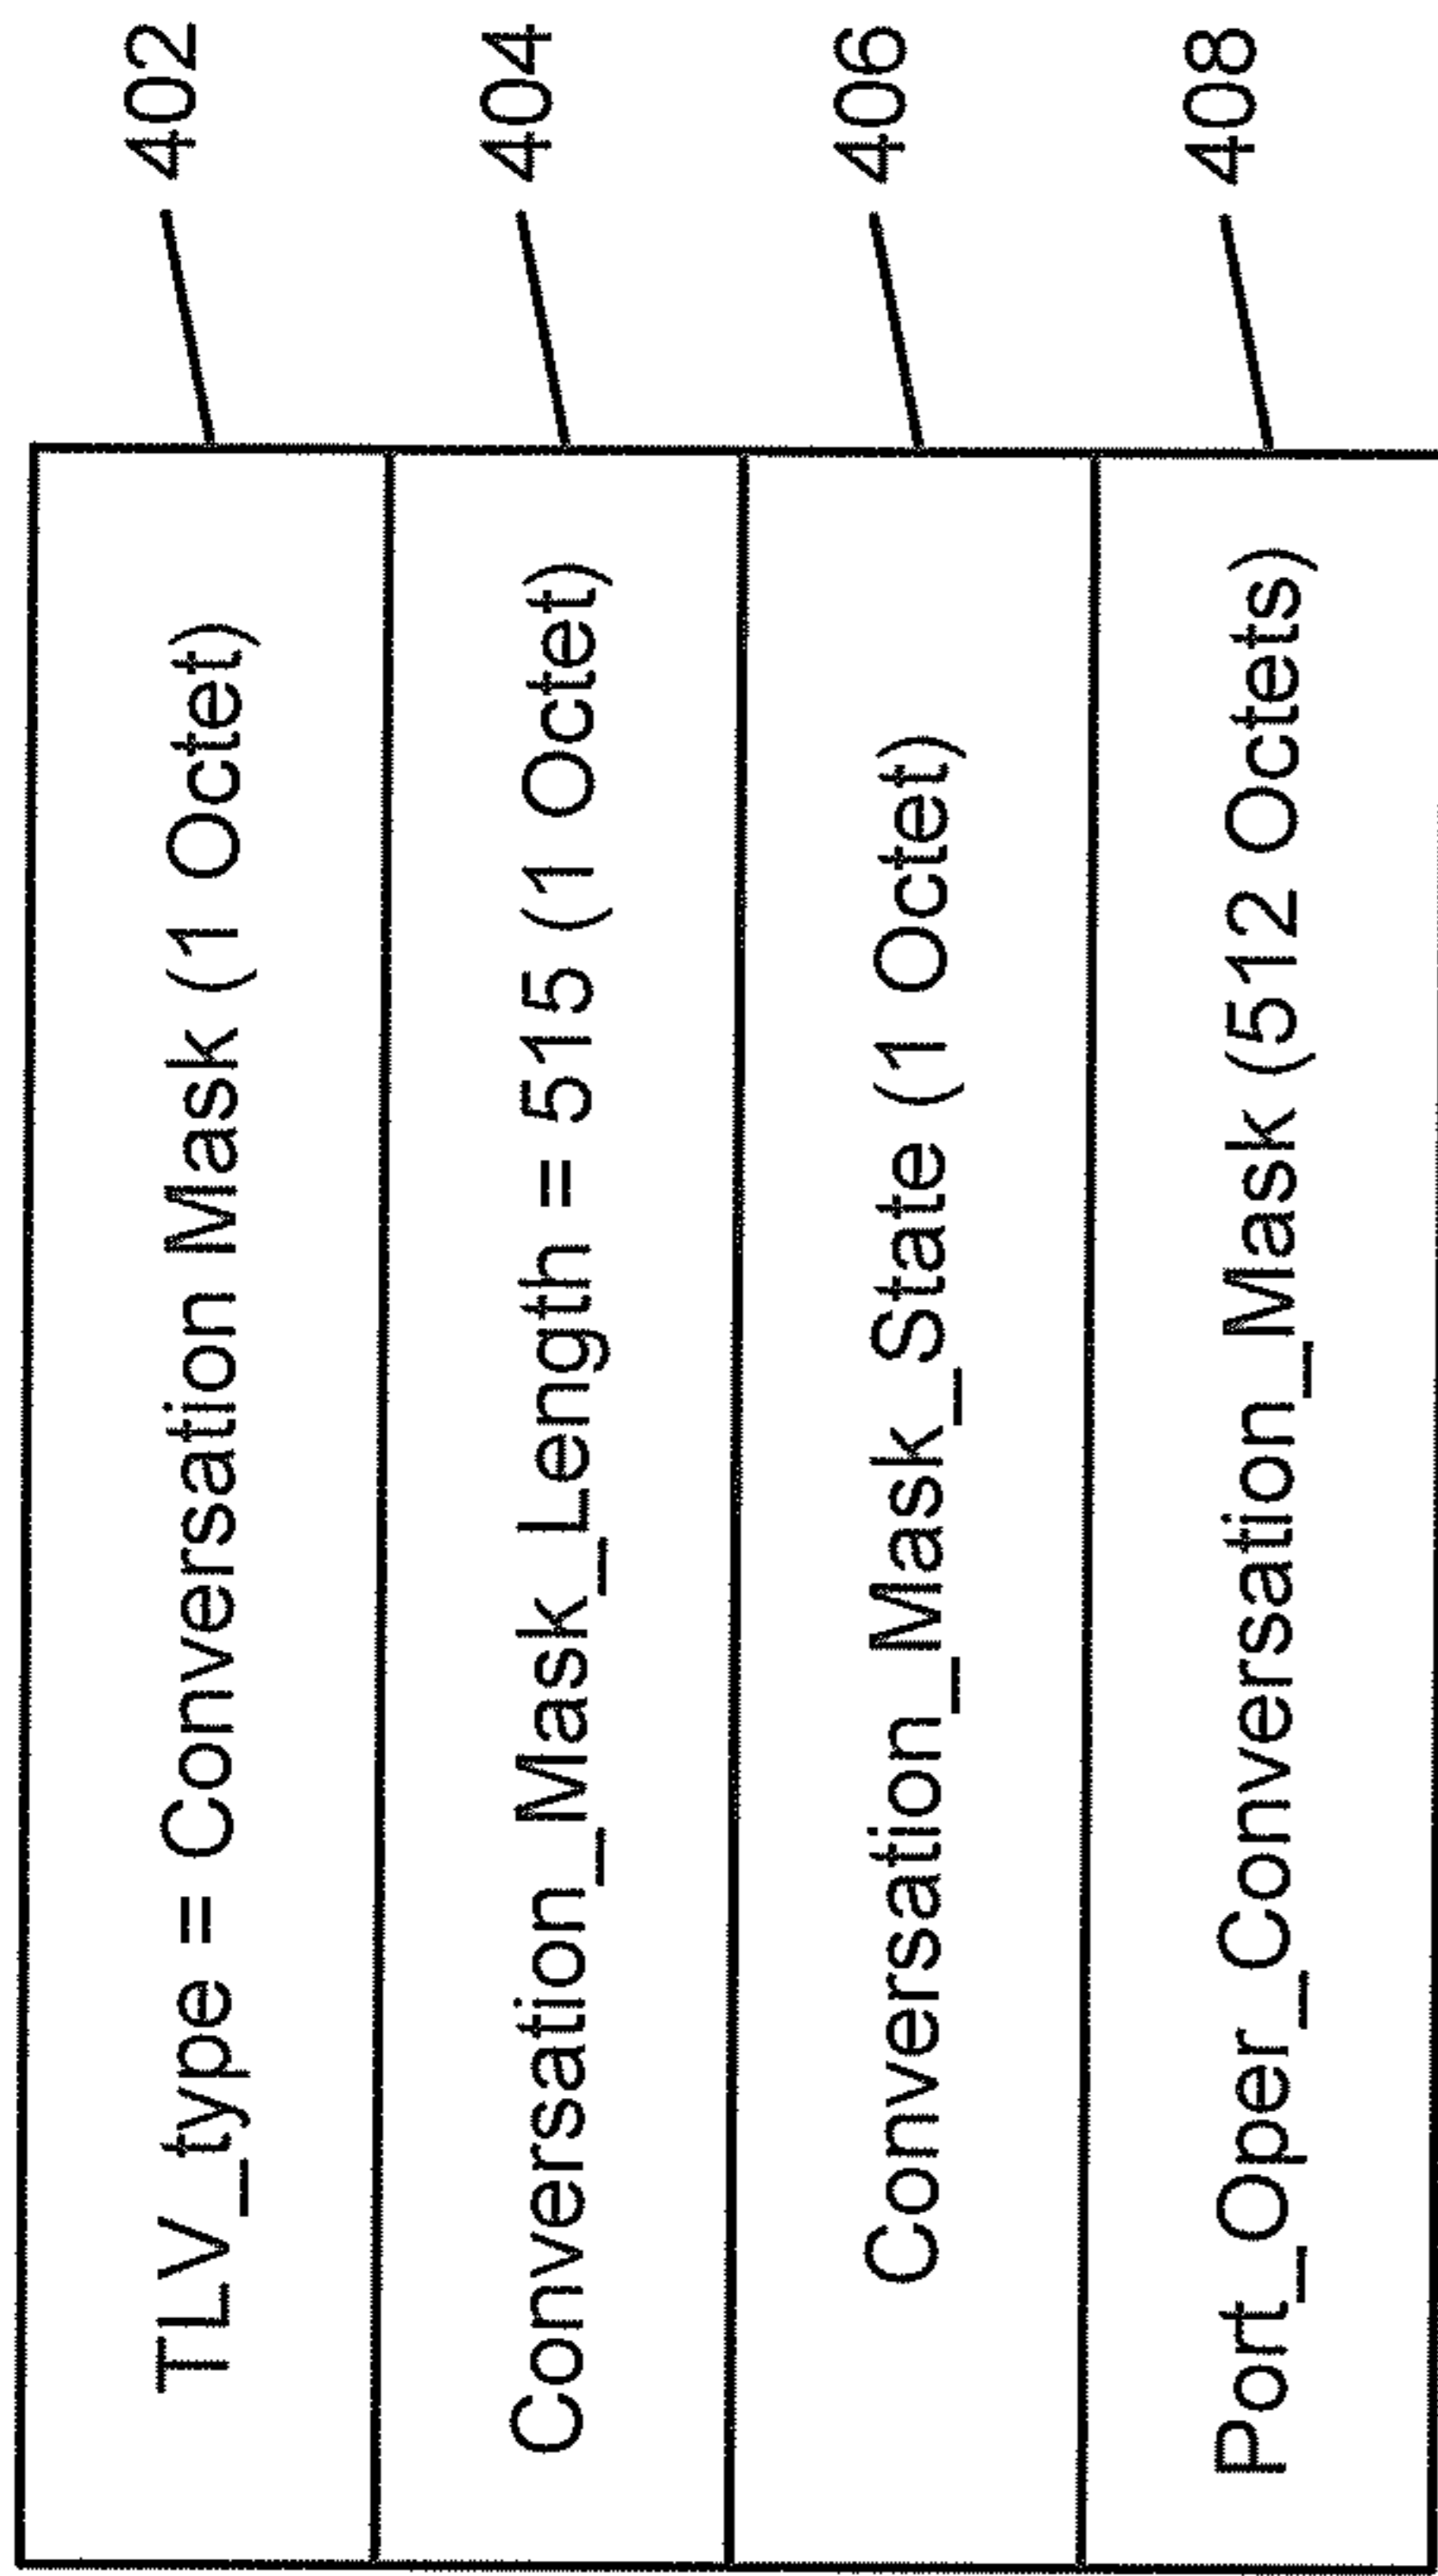 TLV_type = Conversation Mask (1 Octet) 402
Conversation_Mask_Length = 515 (1 Octet) 404
Conversation_Mask_State (1 Octet) 406
Port_Oper_Conversation_Mask (512 Octets) 408